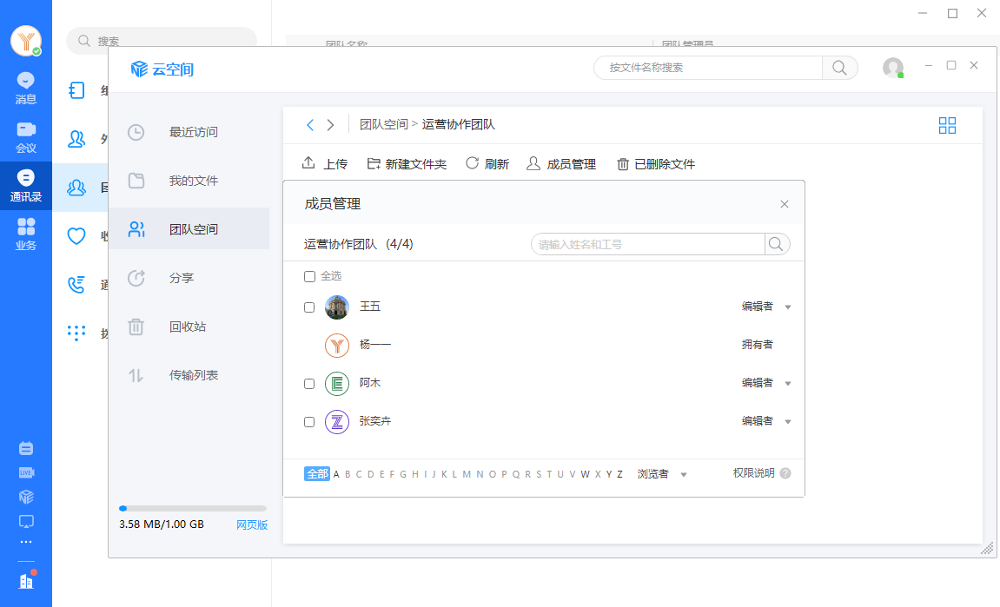 搜索
消息
会议
通讯录
业务
LIVE
团队名称
团队管理员
云空间
按文件名称搜索
最近访问
我的文件
团队空间
分享
回收站
传输列表
3.58 MB/1.00 GB
网页版
团队空间 > 运营协作团队
上传
新建文件夹
刷新
成员管理
已删除文件
成员管理
运营协作团队 (4/4)
请输入姓名和工号
全选
王五
编辑者
杨一一
拥有者
阿木
编辑者
张奕卉
编辑者
全部 A B C D E F G H I J K L M N O P Q R S T U V W X Y Z
浏览者
权限说明